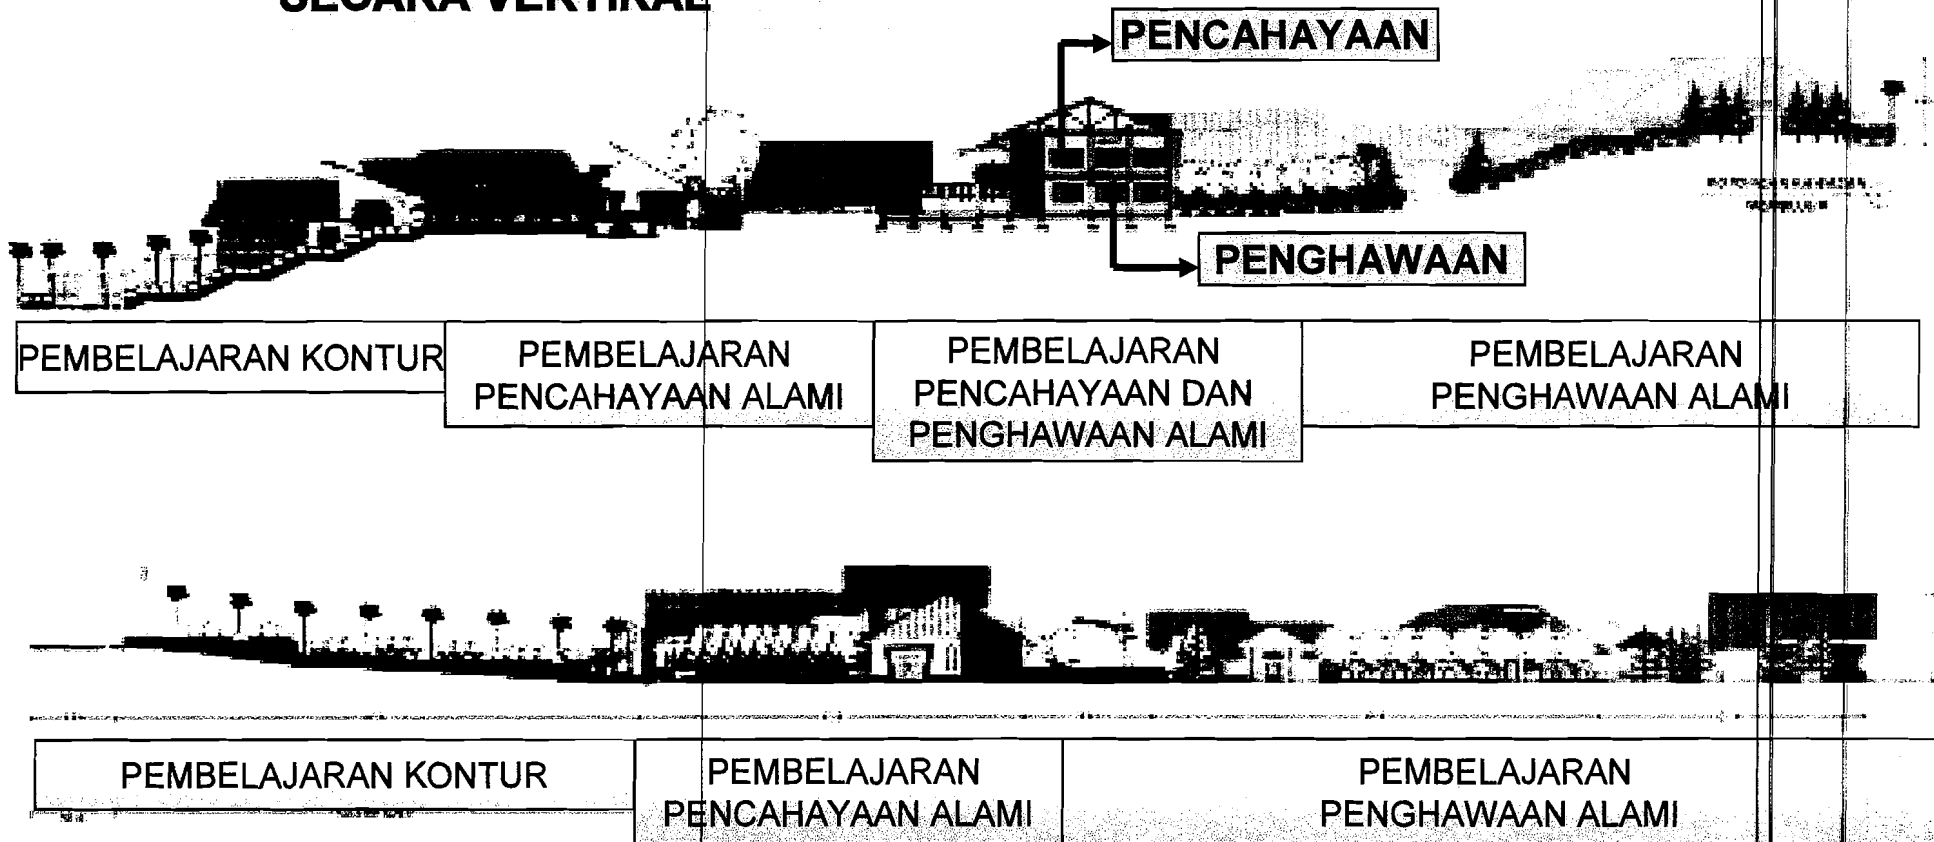 SECARA VERTIKAL
PENCAHAYAAN
PENGHAWAAN
PEMBELAJARAN KONTUR
PEMBELAJARAN
PENCAHAYAAN ALAMI
PEMBELAJARAN
PENCAHAYAAN DAN
PENGHAWAAN ALAMI
PEMBELAJARAN
PENGHAWAAN ALAMI
PEMBELAJARAN KONTUR
PEMBELAJARAN
PENCAHAYAAN ALAMI
PEMBELAJARAN
PENGHAWAAN ALAMI